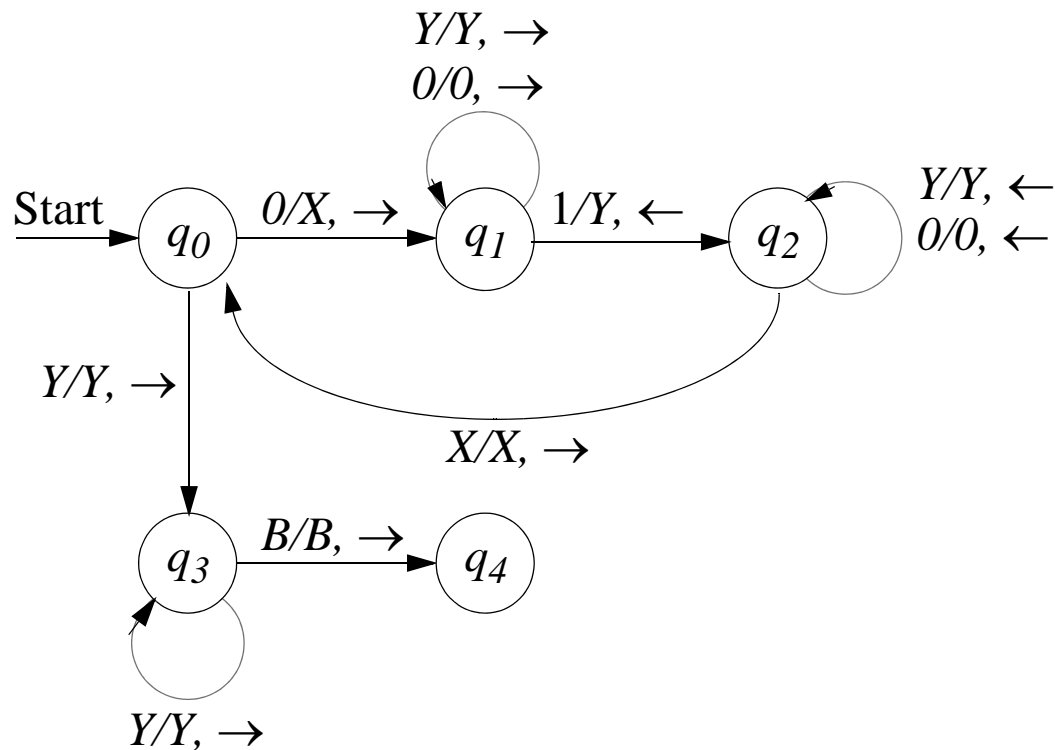 Y/Y, →
0/0, →
Start
q0
0/X, →
q1
1/Y, ←
q2
Y/Y, ←
0/0, ←
Y/Y, →
X/X, →
q3
B/B, →
q4
Y/Y, →